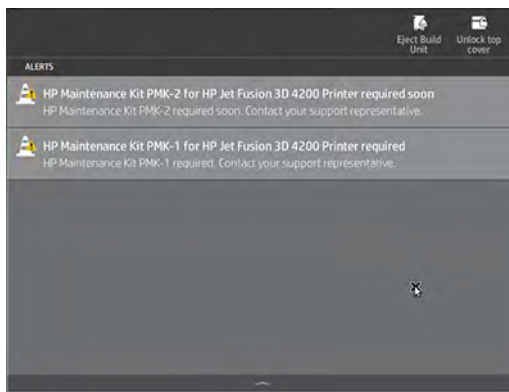 Eject Build
Unit
Unlock top
cover
ALERTS
HP Maintenance Kit PMK-2 for HP Jet Fusion 3D 4200 Printer required soon
HP Maintenance Kit PMK-2 required soon. Contact your support representative.
HP Maintenance Kit PMK-1 for HP Jet Fusion 3D 4200 Printer required
HP Maintenance Kit PMK-1 required. Contact your support representative.